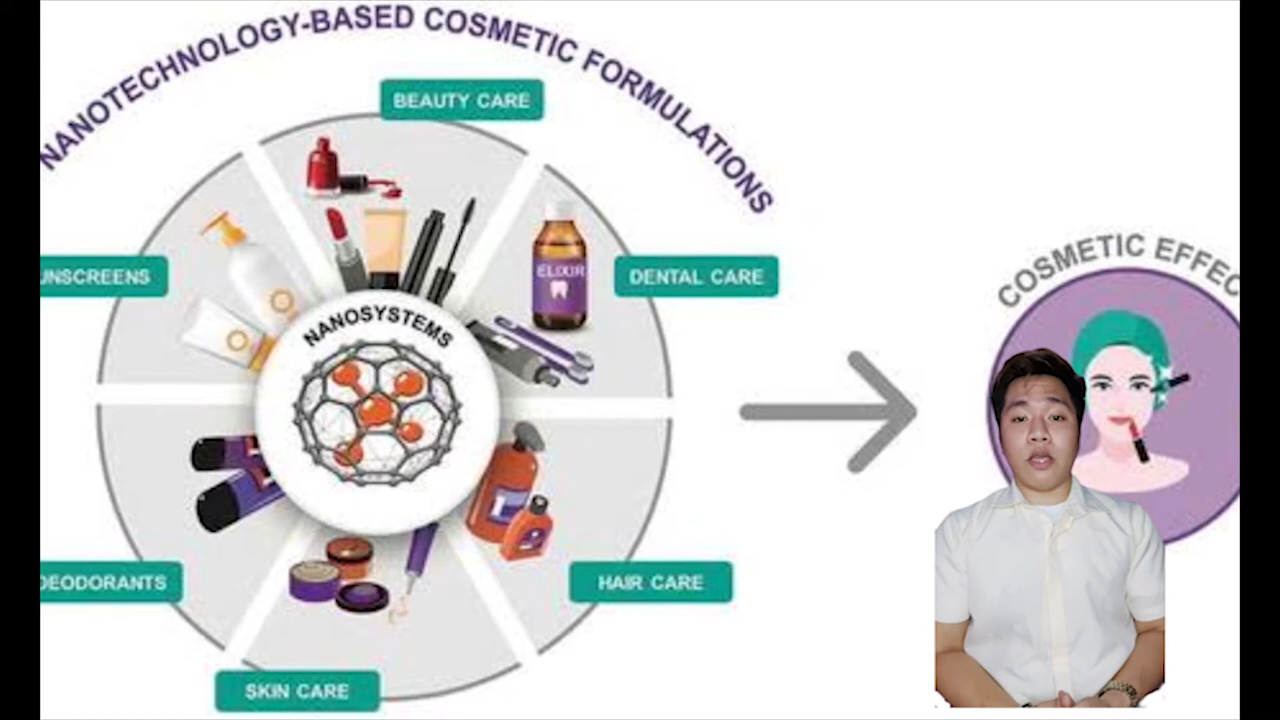 NANOTECHNOLOGY-BASED COSMETIC FORMULATIONS
BEAUTY CARE
UNSCREENS
ELIXIR
DENTAL CARE
NANOSYSTEMS
COSMETIC EFFEC
DEODORANTS
HAIR CARE
SKIN CARE